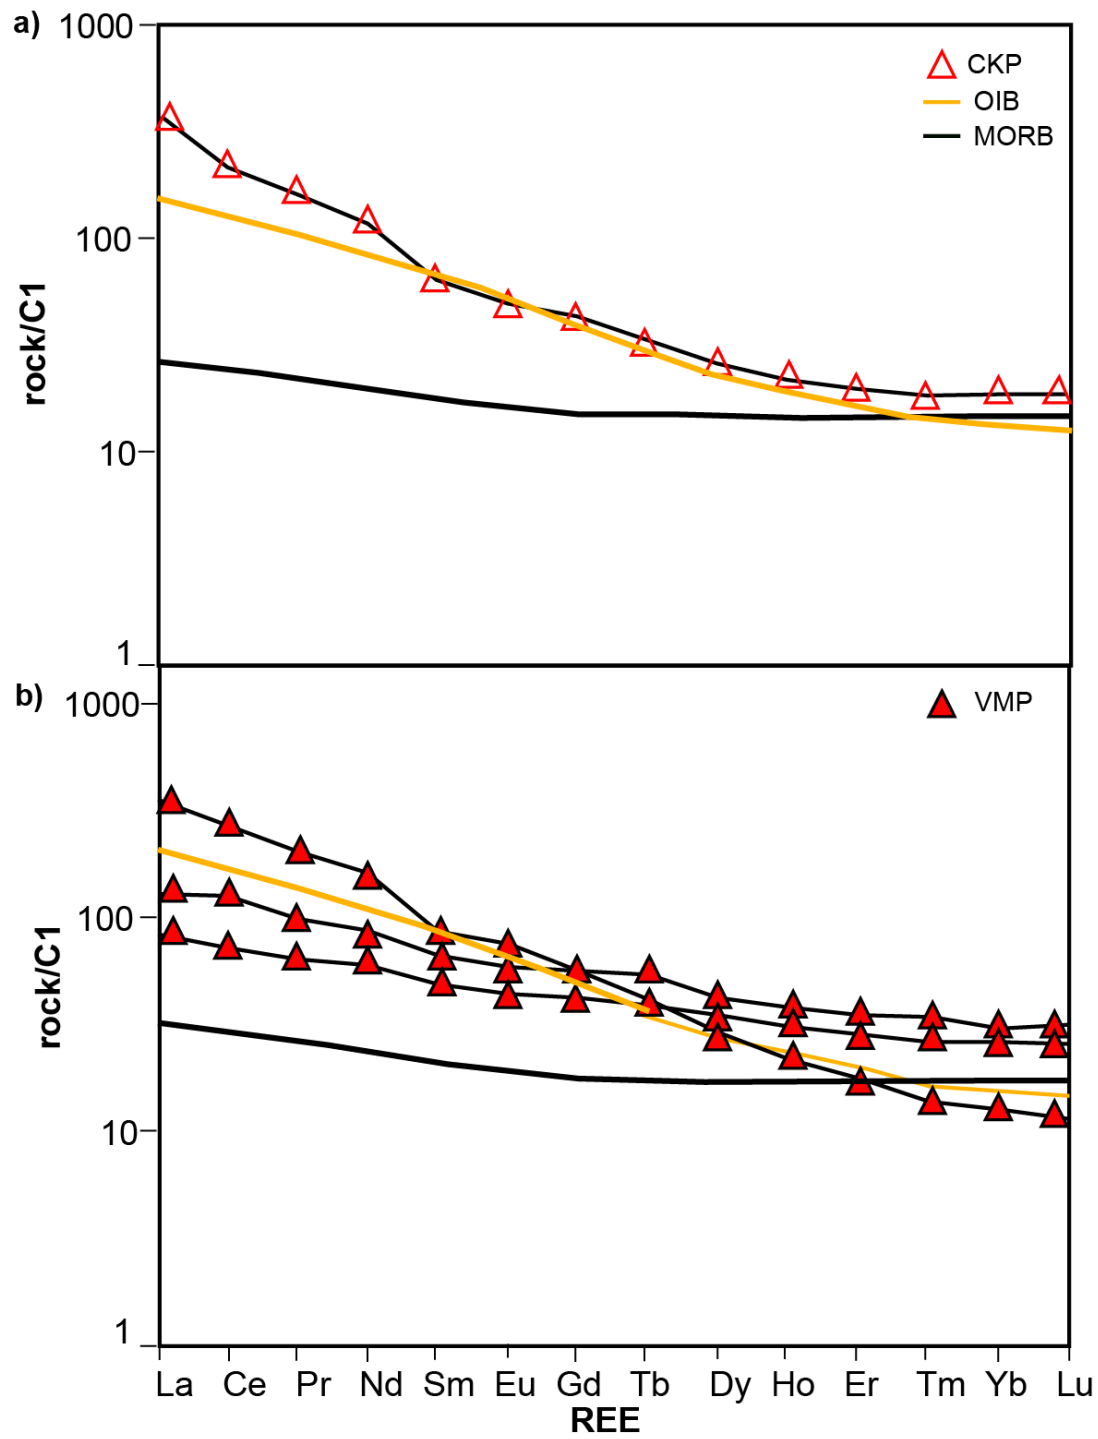 a)
1000
100
10
1
rock/C1
CKP
OIB
MORB
b)
1000
100
10
1
rock/C1
VMP
La Ce Pr Nd Sm Eu Gd Tb Dy Ho Er Tm Yb Lu
REE